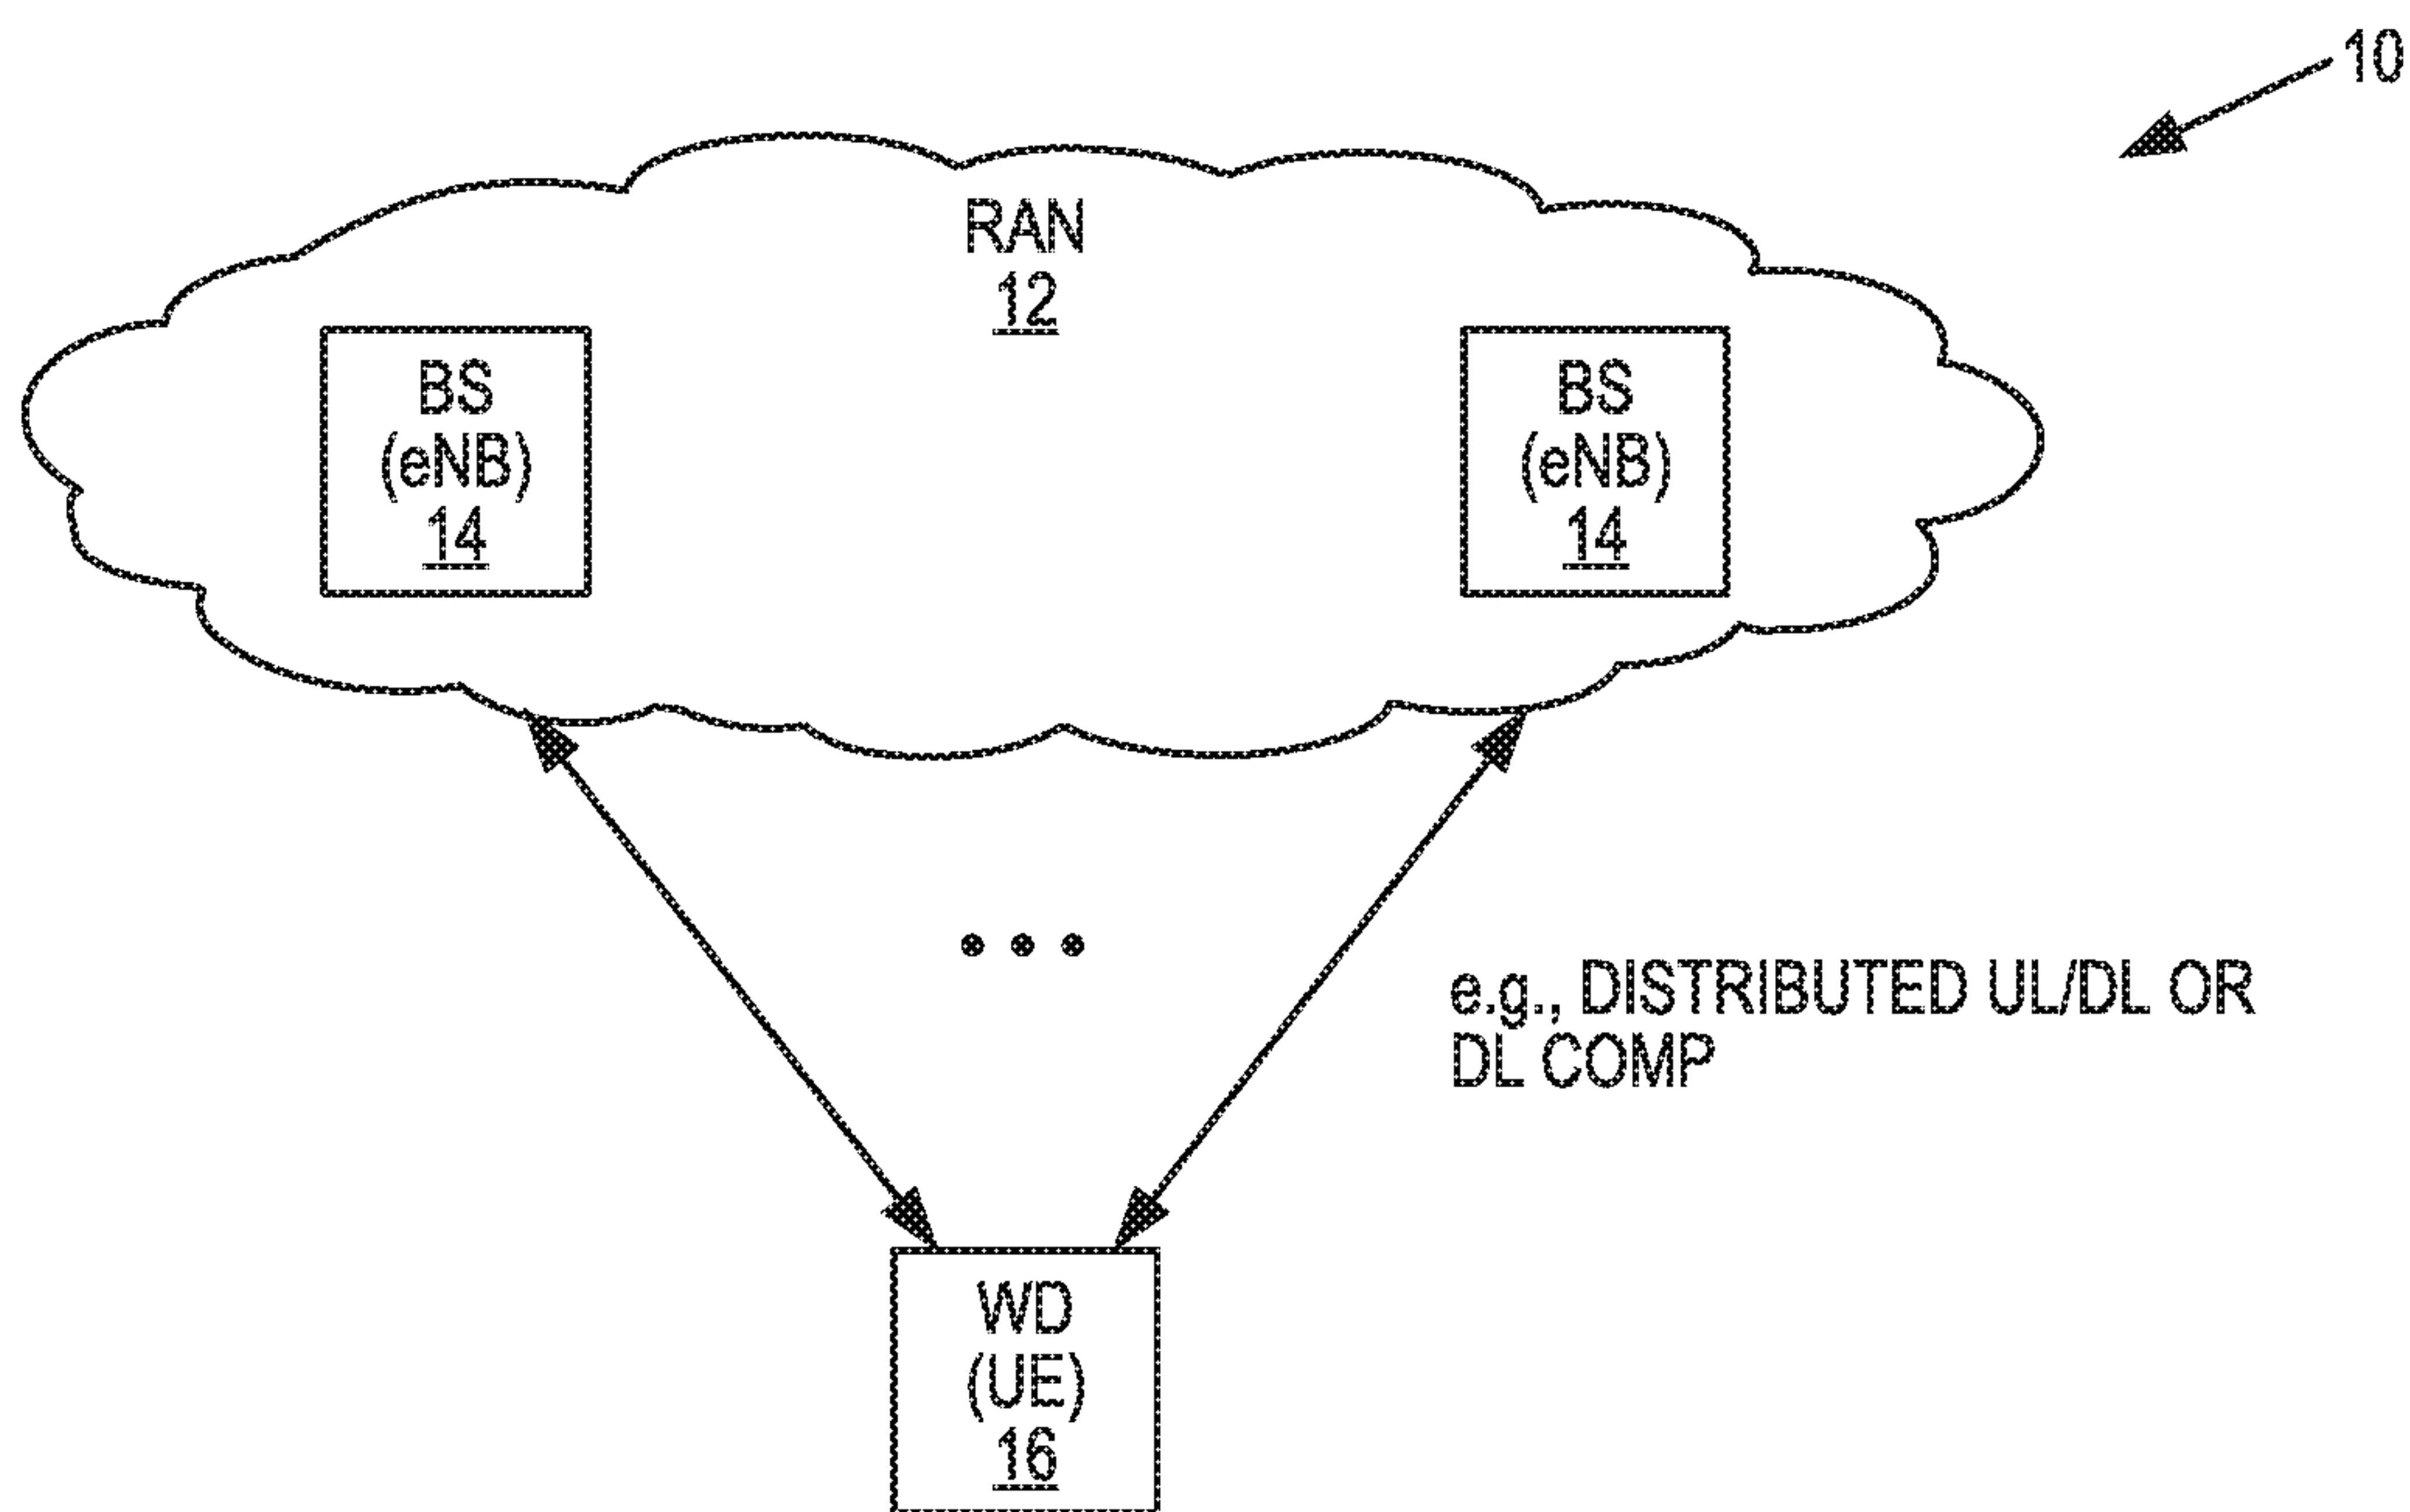 10
RAN
12
BS
(eNB)
14
BS
(eNB)
14
e.g., DISTRIBUTED UL/DL OR
DL COMP
WD
(UE)
16